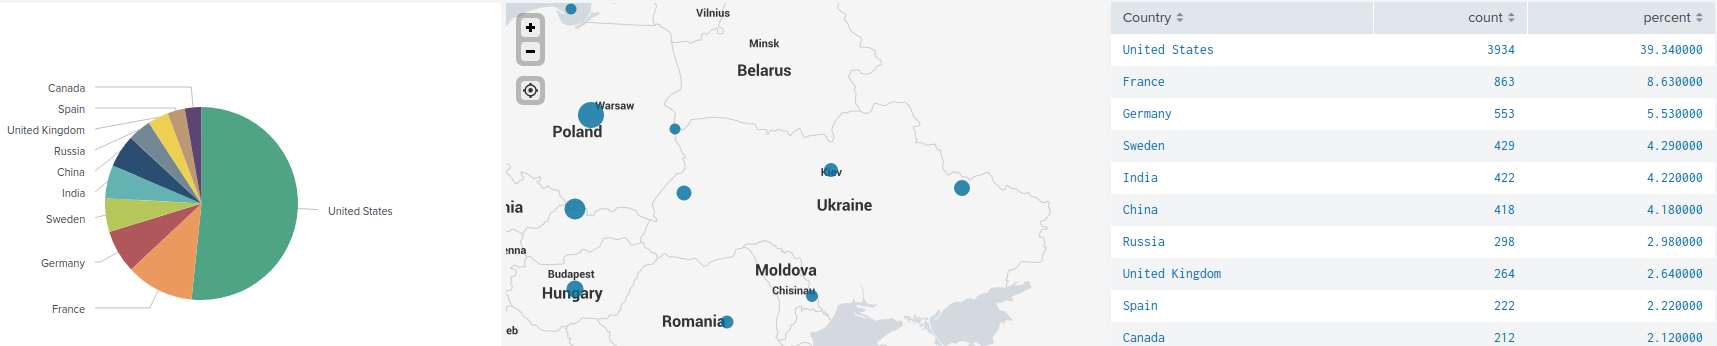 Canada
Spain
United Kingdom
Russia
China
India
Sweden
Germany
France
United States
+
−
Vilnius
Minsk
Belarus
Warsaw
Poland
Kiev
Ukraine
nia
enna
Budapest
Hungary
Moldova
Chisinau
Romania
eb
Country count percent
United States 3934 39.340000
France 863 8.630000
Germany 553 5.530000
Sweden 429 4.290000
India 422 4.220000
China 418 4.180000
Russia 298 2.980000
United Kingdom 264 2.640000
Spain 222 2.220000
Canada 212 2.120000